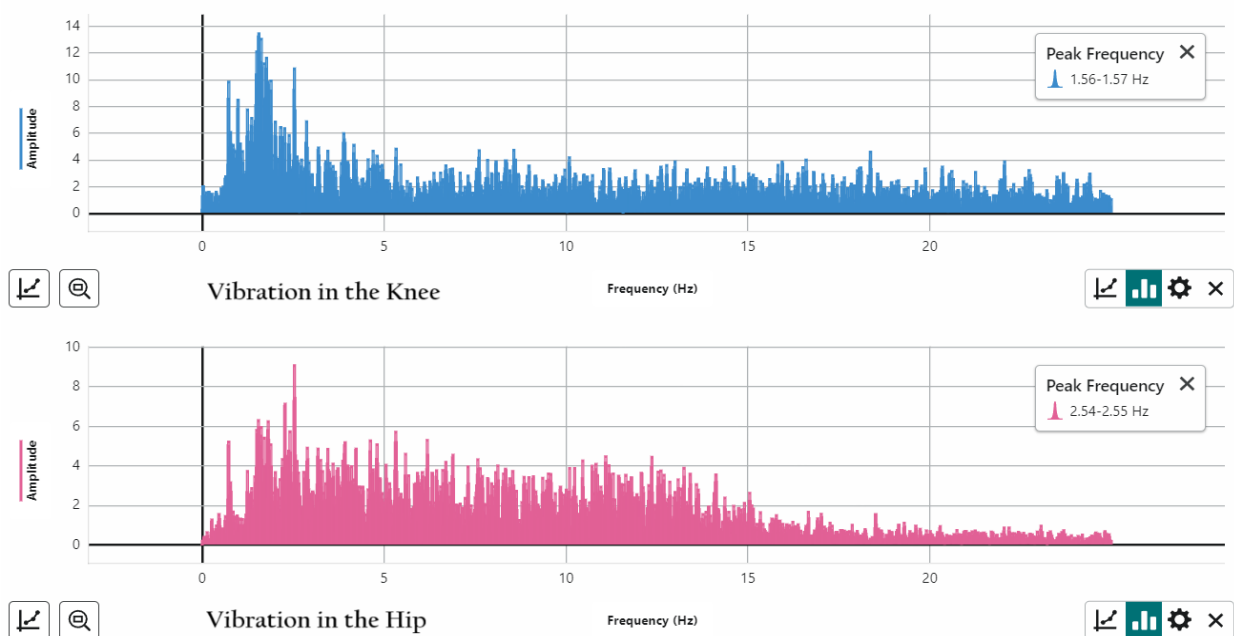 14
12
10
8
6
4
2
0
Amplitude
Peak Frequency
1.56-1.57 Hz
0 5 10 15 20
Vibration in the Knee
Frequency (Hz)
10
8
6
4
2
0
Amplitude
Peak Frequency
2.54-2.55 Hz
0 5 10 15 20
Vibration in the Hip
Frequency (Hz)